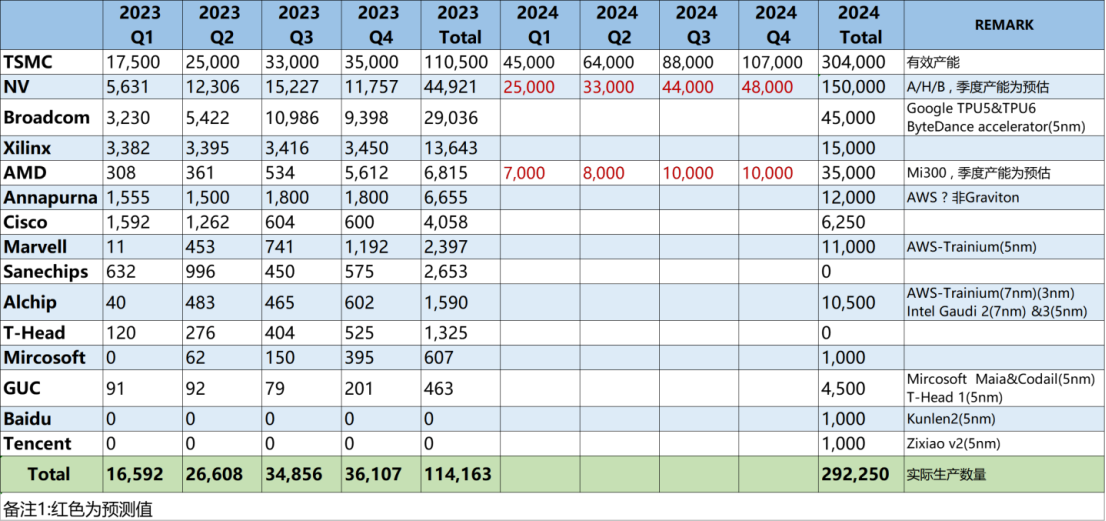 2023 Q1 2023 Q2 2023 Q3 2023 Q4 2023 Total 2024 Q1 2024 Q2 2024 Q3 2024 Q4 2024 Total REMARK
TSMC 17,500 25,000 33,000 35,000 110,500 45,000 64,000 88,000 107,000 304,000 有效产能
NV 5,631 12,306 15,227 11,757 44,921 25,000 33,000 44,000 48,000 150,000 A/H/B , 季度产能为预估
Broadcom 3,230 5,422 10,986 9,398 29,036 45,000 Google TPU5&TPU6
ByteDance accelerator(5nm)
Xilinx 3,382 3,395 3,416 3,450 13,643 15,000
AMD 308 361 534 5,612 6,815 7,000 8,000 10,000 10,000 35,000 Mi300 , 季度产能为预估
Annapurna 1,555 1,500 1,800 1,800 6,655 12,000 AWS ? 非Graviton
Cisco 1,592 1,262 604 600 4,058 6,250
Marvell 11 453 741 1,192 2,397 11,000 AWS-Trainium(5nm)
Sanechips 632 996 450 575 2,653 0
Alchip 40 483 465 602 1,590 10,500 AWS-Trainium(7nm)(3nm)
Intel Gaudi 2(7nm) &3(5nm)
T-Head 120 276 404 525 1,325 0
Mircosoft 0 62 150 395 607 1,000
GUC 91 92 79 201 463 4,500 Mircosoft Maia&Codail(5nm)
T-Head 1(5nm)
Baidu 0 0 0 0 0 1,000 Kunlen2(5nm)
Tencent 0 0 0 0 0 1,000 Zixiao v2(5nm)
Total 16,592 26,608 34,856 36,107 114,163 292,250 实际生产数量
备注1:红色为预测值